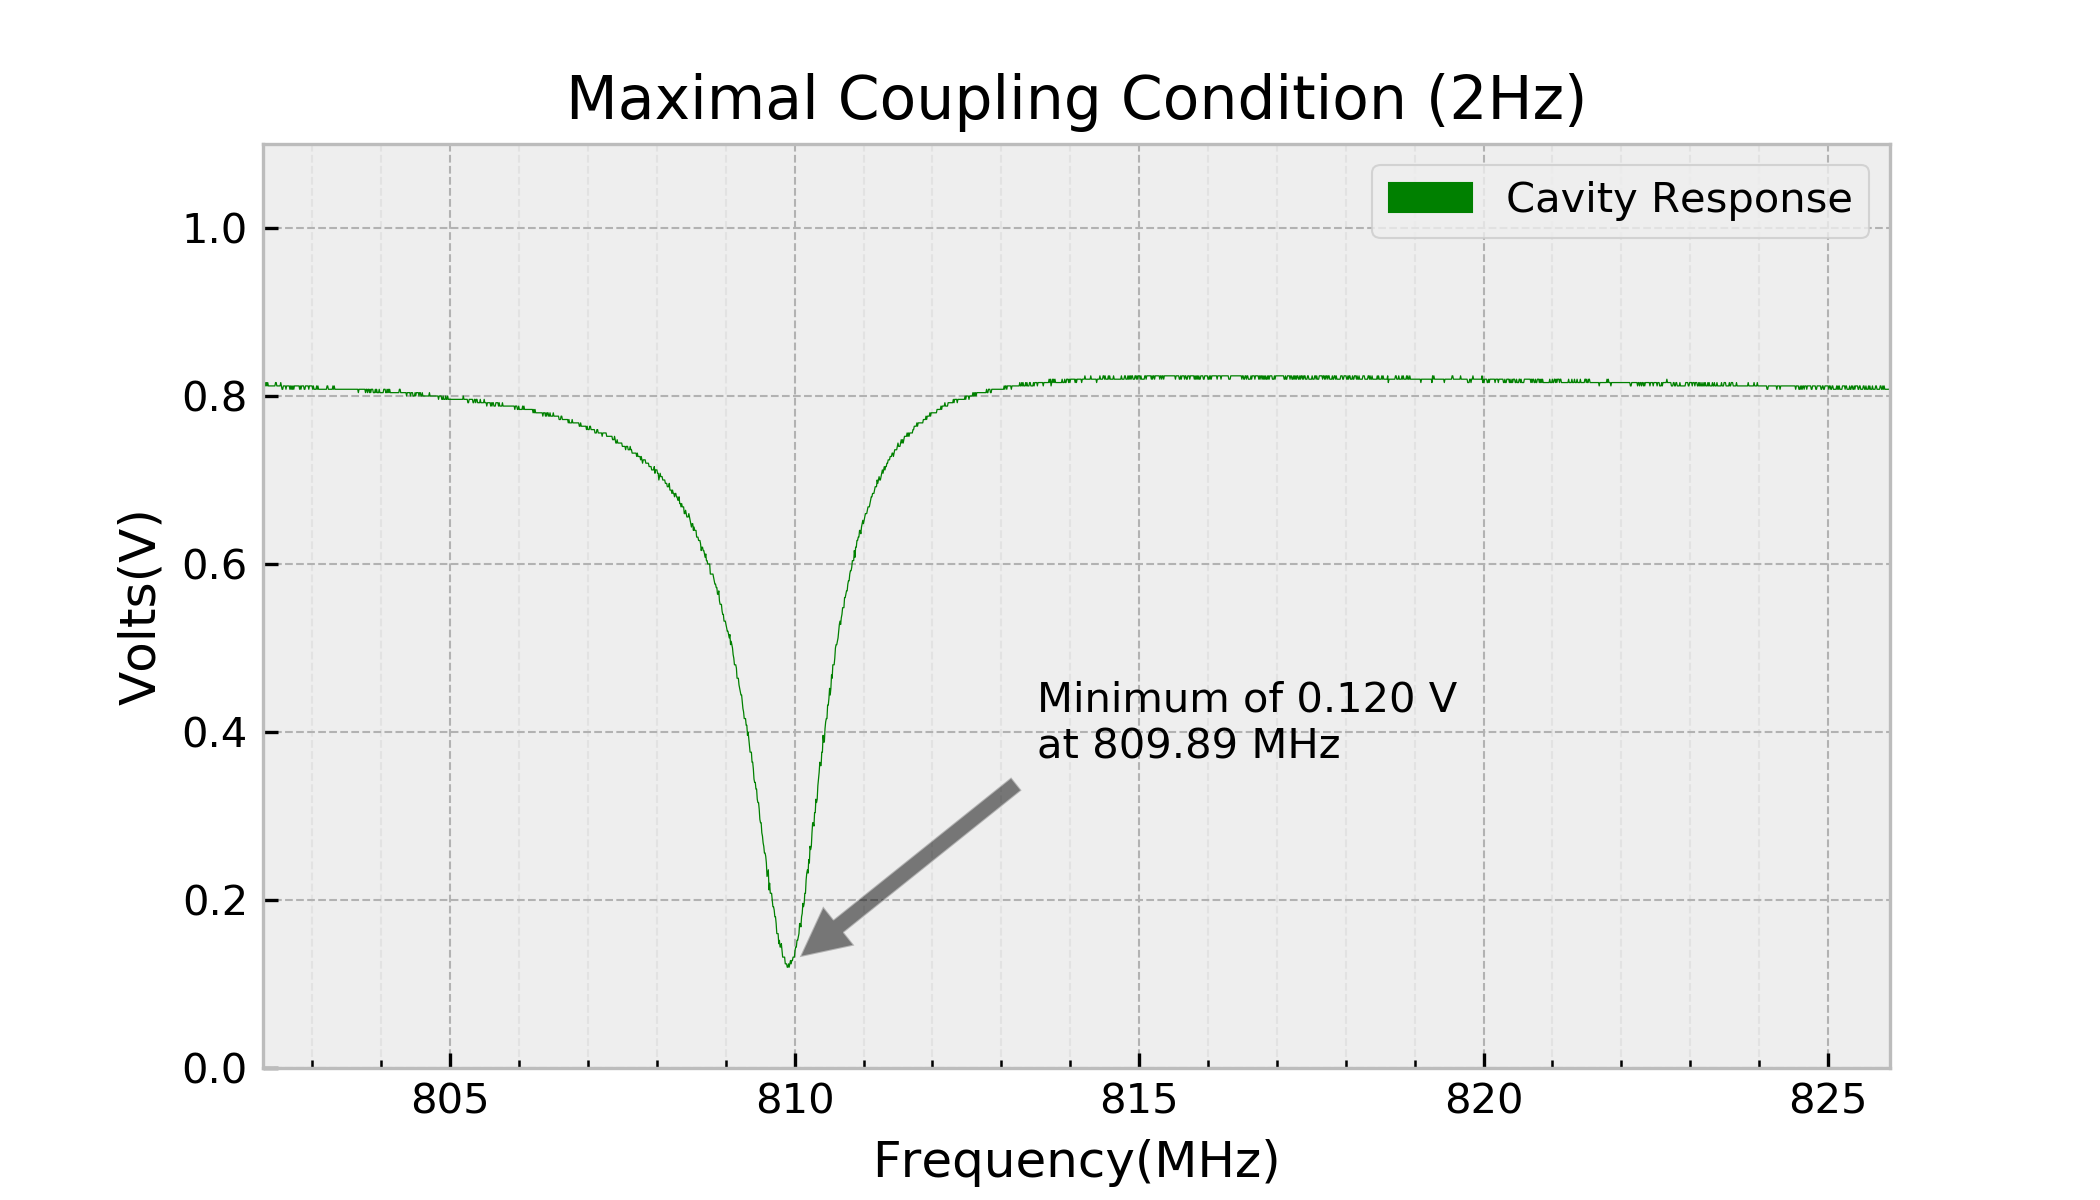 Maximal Coupling Condition (2Hz)
Cavity Response
1.0
0.8
0.6
0.4
0.2
0.0
Volts(V)
Minimum of 0.120 V
at 809.89 MHz
805 810 815 820 825
Frequency(MHz)